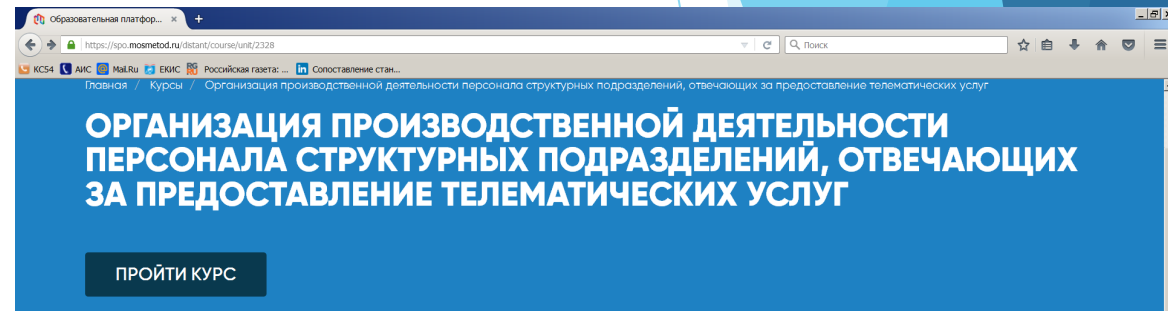 Образовательная платфор... × +
https://spo.mosmetod.ru/distant/course/unit/2328 Поиск
КС54 АИС Mail.Ru ЕКИС Российская газета: ... Сопоставление стан...
Главная / Курсы / Организация производственной деятельности персонала структурных подразделений, отвечающих за предоставление телематических услуг
ОРГАНИЗАЦИЯ ПРОИЗВОДСТВЕННОЙ ДЕЯТЕЛЬНОСТИ
ПЕРСОНАЛА СТРУКТУРНЫХ ПОДРАЗДЕЛЕНИЙ, ОТВЕЧАЮЩИХ
ЗА ПРЕДОСТАВЛЕНИЕ ТЕЛЕМАТИЧЕСКИХ УСЛУГ
ПРОЙТИ КУРС